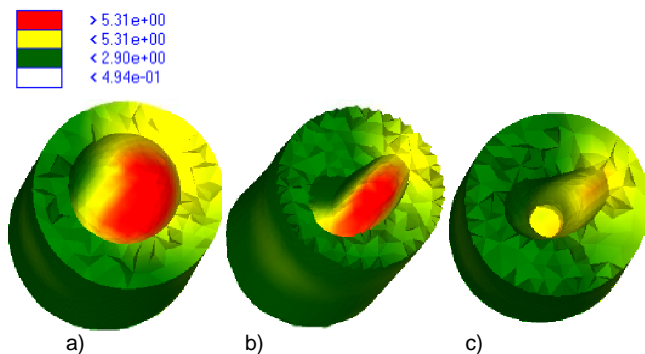 > 5.31e+00
< 5.31e+00
< 2.90e+00
< 4.94e-01
a) b) c)